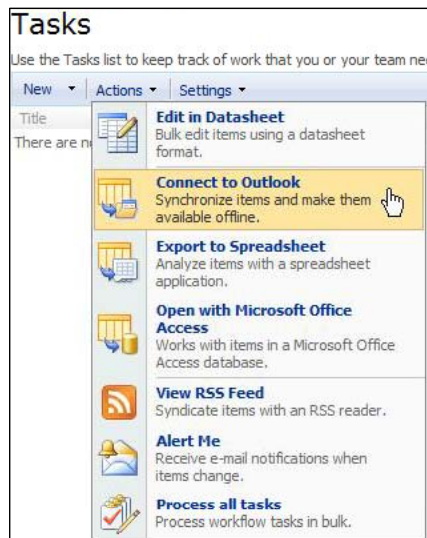 Tasks
Use the Tasks list to keep track of work that you or your team
New Actions Settings
Title
There are
Edit in Datasheet
Bulk edit items using a datasheet
format.
Connect to Outlook
Synchronize items and make them
available offline.
Export to Spreadsheet
Analyze items with a spreadsheet
application.
Open with Microsoft Office
Access
Works with items in a Microsoft Office
Access database.
View RSS Feed
Syndicate items with an RSS reader.
Alert Me
Receive e-mail notifications when
items change.
Process all tasks
Process workflow tasks in bulk.